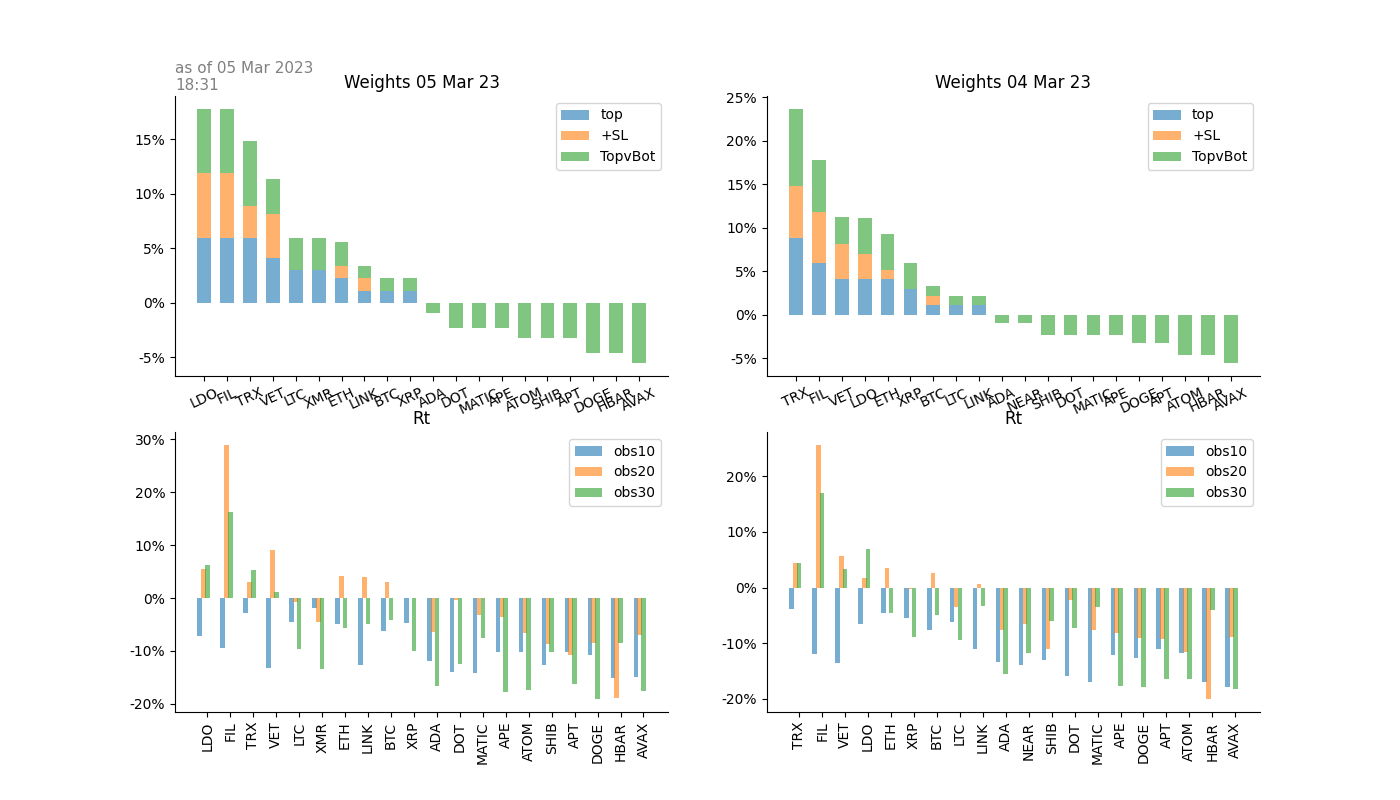 as of 05 Mar 2023
18:31
Weights 05 Mar 23
top
+SL
TopvBot
15%
10%
5%
0%
-5%
LDO FIL TRX VET LTC XMR ETH LINK BTC XRP ADA DOT MATIC APE ATOM SHIB APT DOGE HBAR AVAX
Weights 04 Mar 23
top
+SL
TopvBot
25%
20%
15%
10%
5%
0%
-5%
TRX FIL VET LDO ETH XRP BTC LTC LINK ADA NEAR SHIB DOT MATIC APE DOGE APT ATOM HBAR AVAX
Rt
obs10
obs20
obs30
30%
20%
10%
0%
-10%
-20%
LDO FIL TRX VET LTC XMR ETH LINK BTC XRP ADA DOT MATIC APE ATOM SHIB APT DOGE HBAR AVAX
Rt
obs10
obs20
obs30
20%
10%
0%
-10%
-20%
TRX FIL VET LDO ETH XRP BTC LTC LINK ADA NEAR SHIB DOT MATIC APE DOGE APT ATOM HBAR AVAX